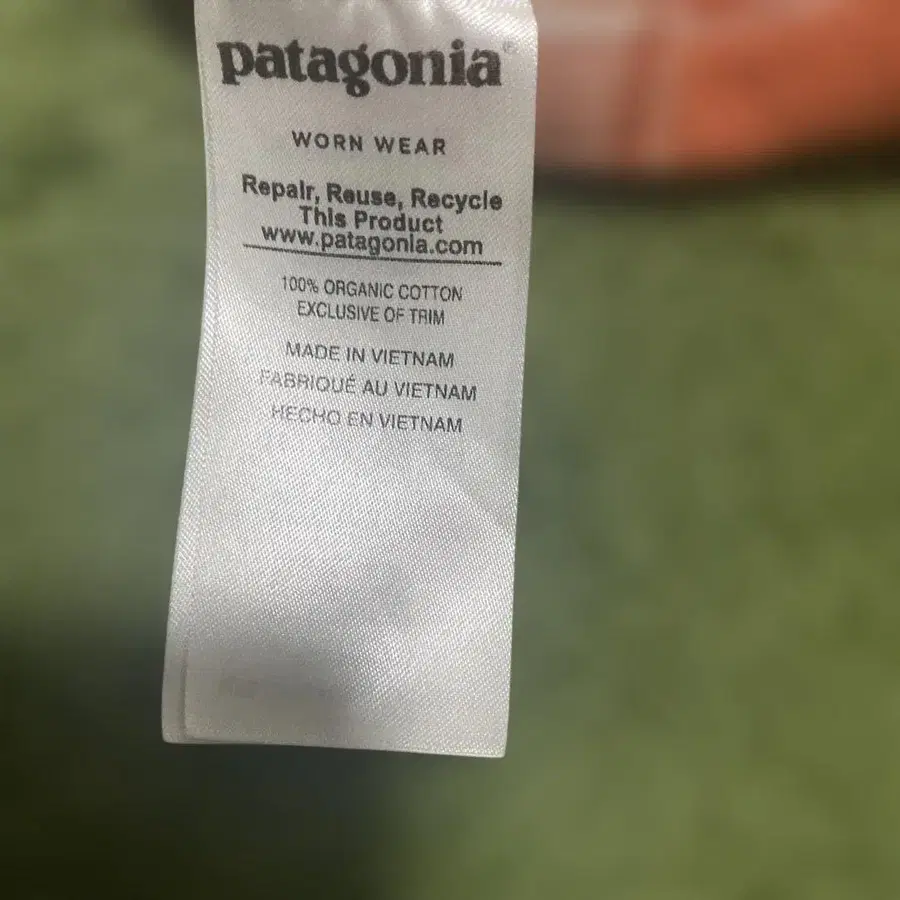 patagonia®
WORN WEAR
Repair, Reuse, Recycle
This Product
www.patagonia.com
100% ORGANIC COTTON
EXCLUSIVE OF TRIM
MADE IN VIETNAM
FABRIQUÉ AU VIETNAM
HECHO EN VIETNAM